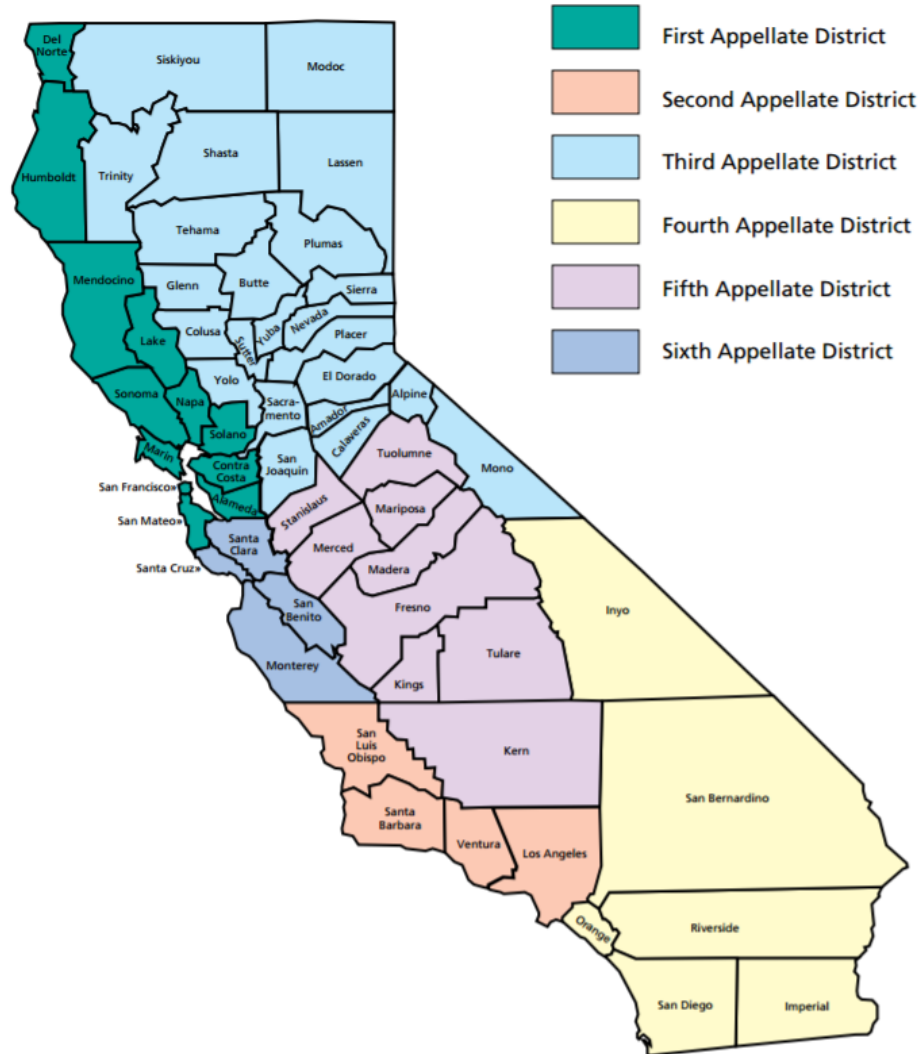 Del
Norte
Siskiyou
Modoc
First Appellate District
Second Appellate District
Third Appellate District
Fourth Appellate District
Fifth Appellate District
Sixth Appellate District
Humboldt
Trinity
Shasta
Lassen
Tehama
Plumas
Mendocino
Glenn
Butte
Sierra
Lake
Colusa
Sutter
Yuba
Nevada
Placer
Yolo
El Dorado
Sonoma
Napa
Sacra-
mento
Amador
Alpine
Solano
Calaveras
Marin
Contra
Costa
San
Joaquin
Tuolumne
Mono
San Francisco»
Alameda
Stanislaus
Mariposa
San Mateo»
Santa
Clara
Merced
Madera
Santa Cruz»
San
Benito
Fresno
Inyo
Monterey
Kings
Tulare
San
Luis
Obispo
Kern
San Bernardino
Santa
Barbara
Ventura
Los Angeles
Orange
Riverside
San Diego
Imperial